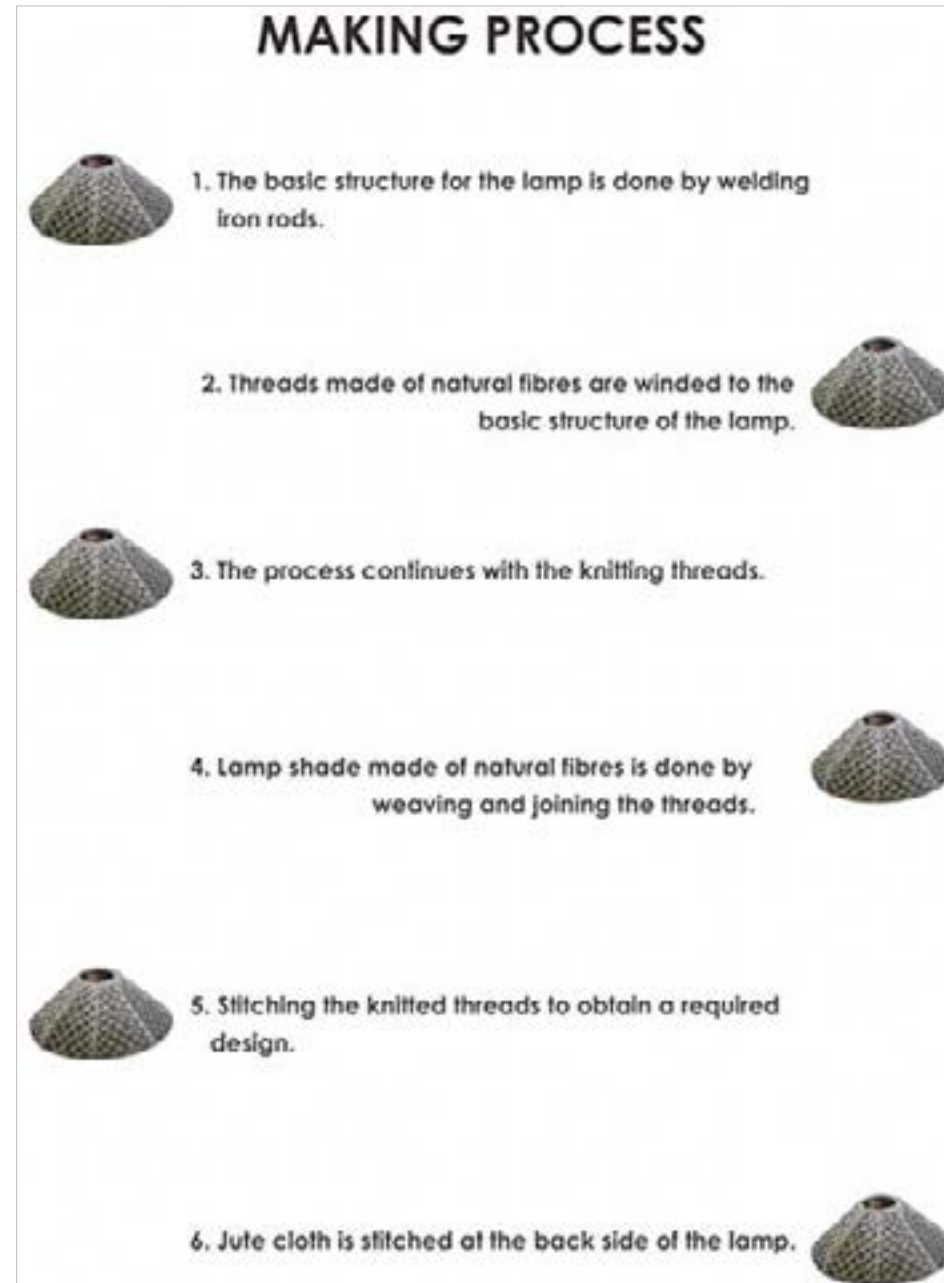 MAKING PROCESS
1. The basic structure for the lamp is done by welding
iron rods.
2. Threads made of natural fibres are winded to the
basic structure of the lamp.
3. The process continues with the knitting threads.
4. Lamp shade made of natural fibres is done by
weaving and joining the threads.
5. Stitching the knitted threads to obtain a required
design.
6. Jute cloth is stitched at the back side of the lamp.